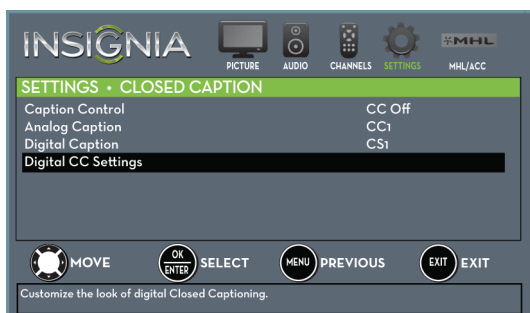 INSIGNIA
PICTURE AUDIO CHANNELS SETTINGS MHL MHL/ACC
SETTINGS • CLOSED CAPTION
Caption Control CC Off
Analog Caption CC1
Digital Caption CS1
Digital CC Settings
MOVE OK ENTER SELECT MENU PREVIOUS EXIT EXIT
Customize the look of digital Closed Captioning.